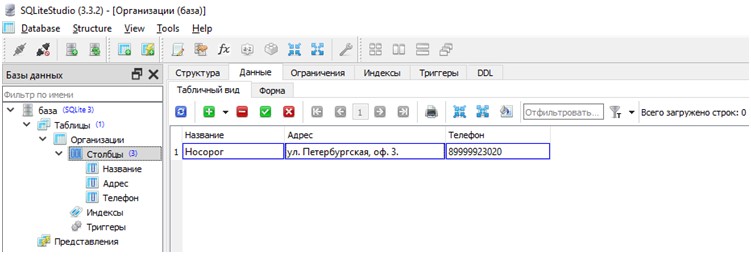 SQLiteStudio (3.3.2) - [Организации (база)]
Database Structure View Tools Help
Базы данных
Фильтр по имени
база (SQLite 3)
Таблицы (1)
Организации
Столбцы (3)
Название
Адрес
Телефон
Индексы
Триггеры
Представления
Структура Данные Ограничения Индексы Триггеры DDL
Табличный вид Форма
1 Отфильтровать... Всего загружено строк: 0
Название Адрес Телефон
1 Носорог ул. Петербургская, оф. 3. 89999923020